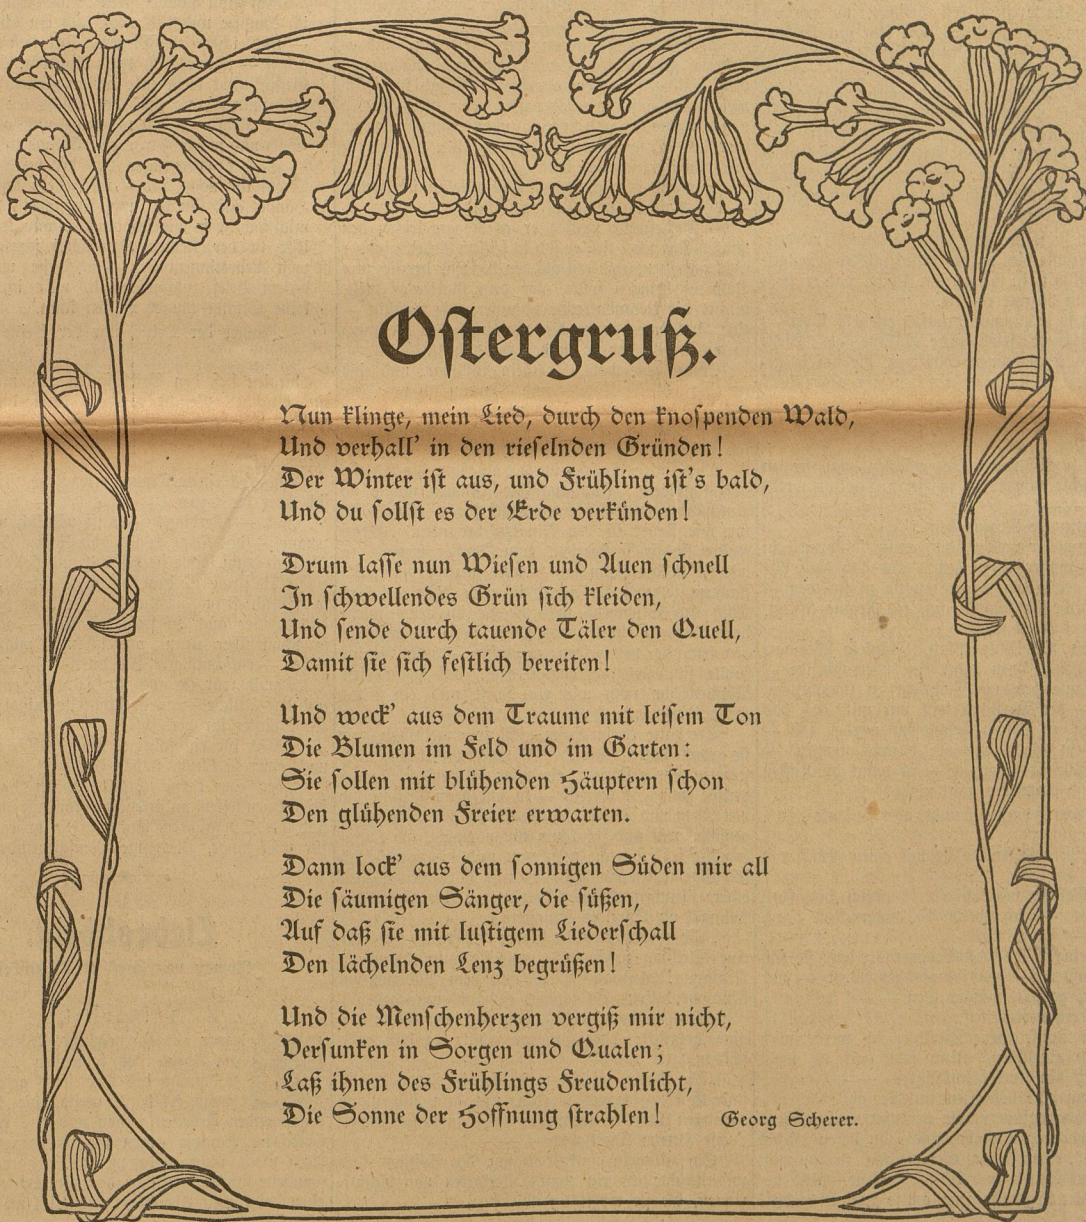 Ostergruß.
Nun klinge, mein Lied, durch den knospenden Wald,
Und verhall' in den rieselnden Gründen!
Der Winter ist aus, und Frühling ist's bald,
Und du sollst es der Erde verkünden!
Drum lasse nun Wiesen und Auen schnell
In schwellendes Grün sich kleiden,
Und sende durch tauende Täler den Quell,
Damit sie sich festlich bereiten!
Und weck' aus dem Traume mit leisem Ton
Die Blumen im Feld und im Garten:
Sie sollen mit blühenden Häuptern schon
Den glühenden Freier erwarten.
Dann lock' aus dem sonnigen Süden mir all
Die säumigen Sänger, die süßen,
Auf daß sie mit lustigem Liederschall
Den lächelnden Lenz begrüßen!
Und die Menschenherzen vergiß mir nicht,
Versunken in Sorgen und Qualen;
Laß ihnen des Frühlings Freudenlicht,
Die Sonne der Hoffnung strahlen!
Georg Scherer.